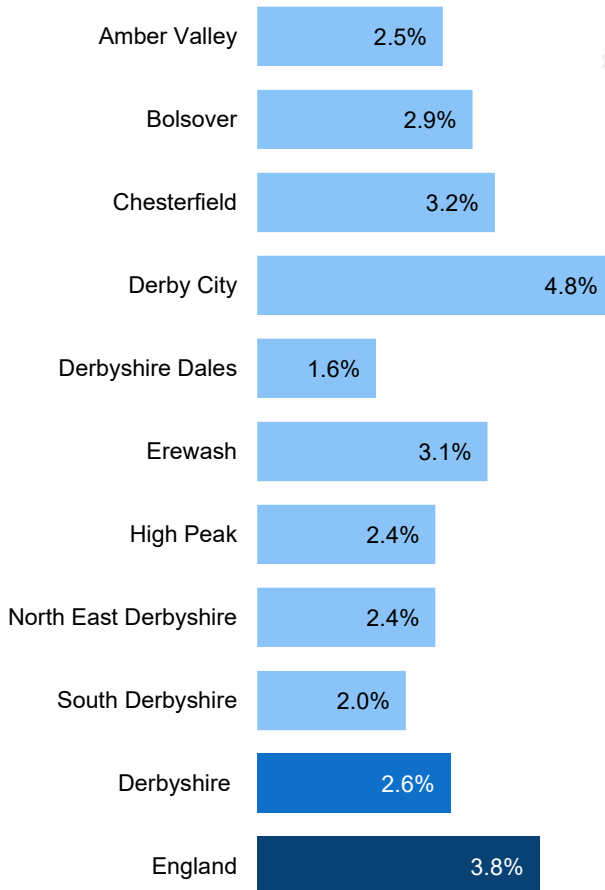 Amber Valley 2.5%
Bolsover 2.9%
Chesterfield 3.2%
Derby City 4.8%
Derbyshire Dales 1.6%
Erewash 3.1%
High Peak 2.4%
North East Derbyshire 2.4%
South Derbyshire 2.0%
Derbyshire 2.6%
England 3.8%